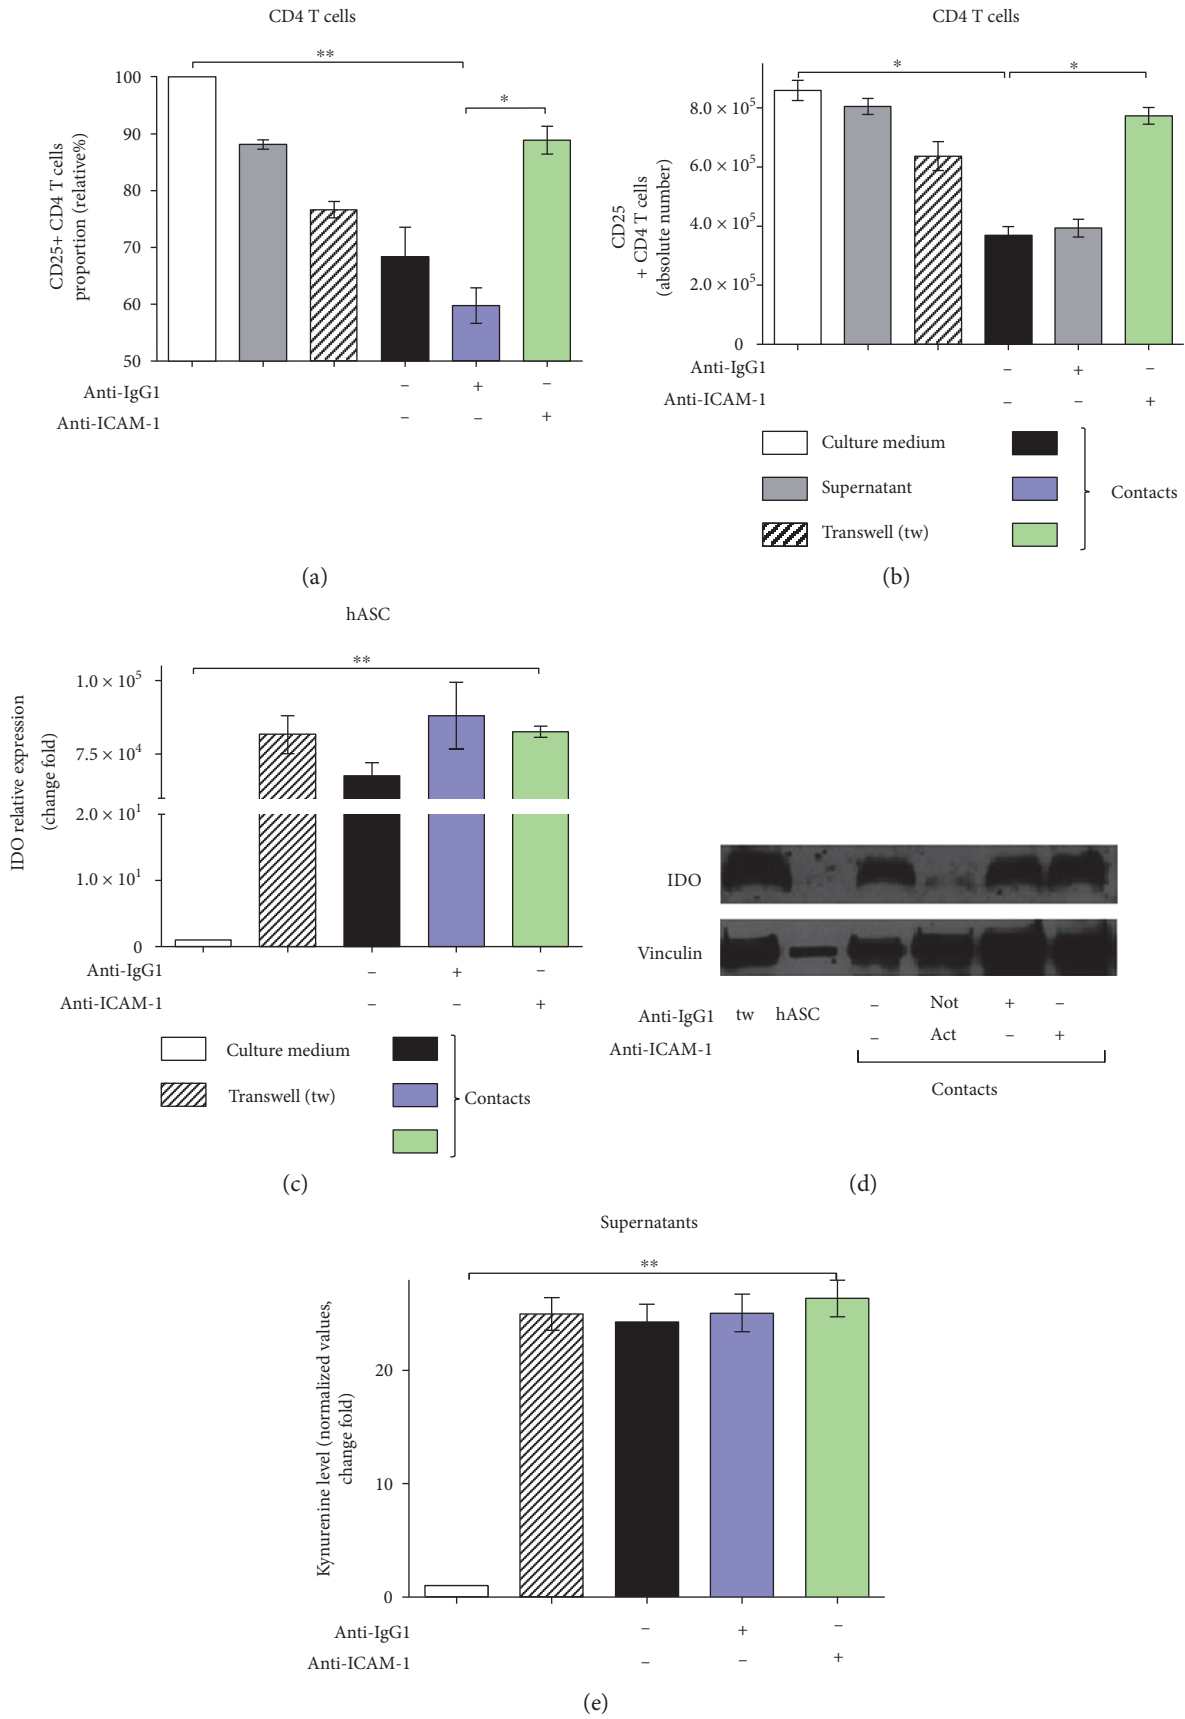 CD4 T cells
**
*
100
90
80
70
60
50
CD25+ CD4 T cells
proportion (relative%)
Anti-IgG1 – + –
Anti-ICAM-1 – – +
(a)
CD4 T cells
* *
8.0 × 10⁵
6.0 × 10⁵
4.0 × 10⁵
2.0 × 10⁵
0
CD25
+ CD4 T cells
(absolute number)
Anti-IgG1 – + –
Anti-ICAM-1 – – +
Culture medium
Supernatant
Transwell (tw)
Contacts
(b)
hASC
**
1.0 × 10⁵
7.5 × 10⁴
2.0 × 10¹
1.0 × 10¹
0
IDO relative expression
(change fold)
Anti-IgG1 – + –
Anti-ICAM-1 – – +
Culture medium
Transwell (tw)
Contacts
(c)
IDO
Vinculin
Anti-IgG1 tw hASC – Not + –
Anti-ICAM-1 – Act – +
Contacts
(d)
Supernatants
**
20
10
0
Kynurenine level (normalized values,
change fold)
Anti-IgG1 – + –
Anti-ICAM-1 – – +
(e)